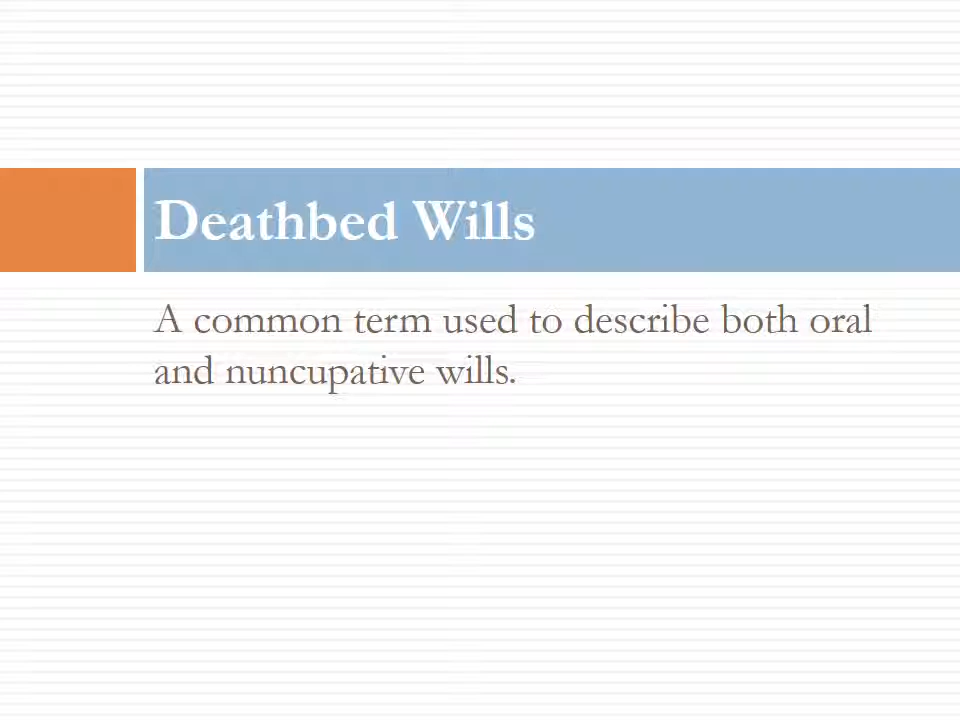 Deathbed Wills
A common term used to describe both oral
and nuncupative wills.